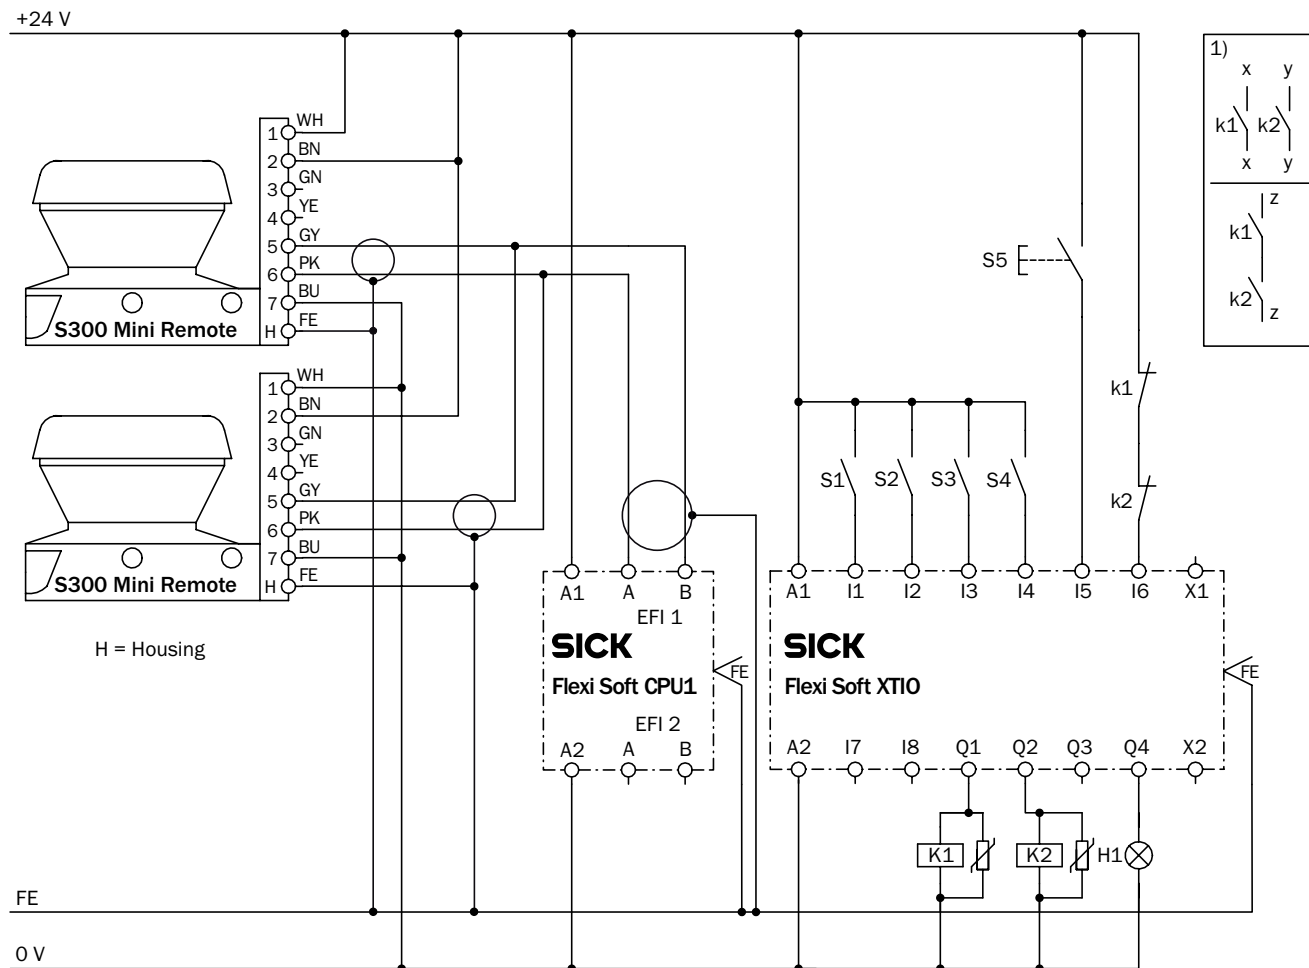 +24 V
1)
x y
k1 k2
x y
z
k1
k2
z
1 WH
2 BN
3 GN
4 YE
5 GY
6 PK
7 BU
H FE
S300 Mini Remote
S5
k1
k2
1 WH
2 BN
3 GN
4 YE
5 GY
6 PK
7 BU
H FE
S300 Mini Remote
H = Housing
S1 S2 S3 S4
A1 A B
EFI 1
SICK
Flexi Soft CPU1
FE
EFI 2
A2 A B
A1 I1 I2 I3 I4 I5 I6 X1
SICK
Flexi Soft XTIO
FE
A2 I7 I8 Q1 Q2 Q3 Q4 X2
K1 K2 H1
FE
0 V